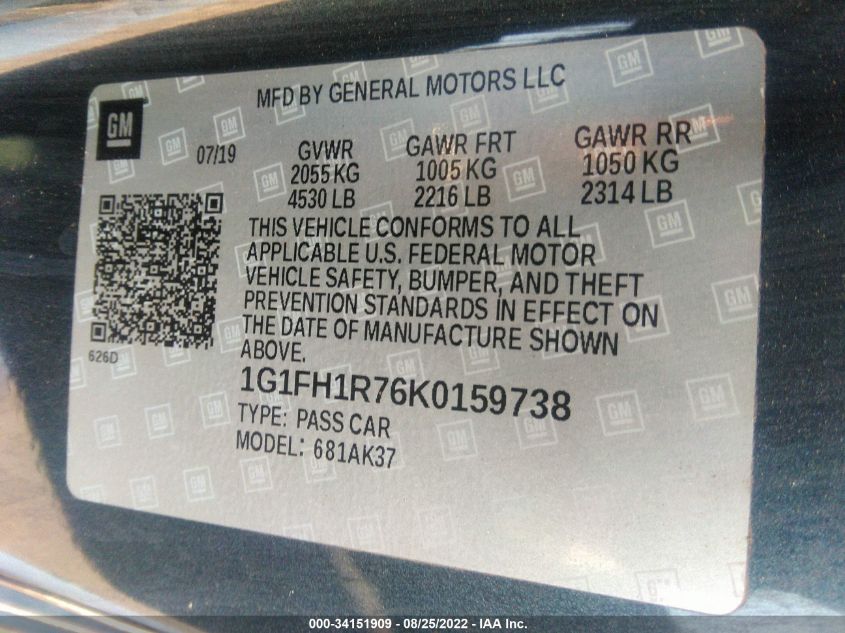 MFD BY GENERAL MOTORS LLC
GM
07/19
GVWR GAWR FRT GAWR RR
2055 KG 1005 KG 1050 KG
4530 LB 2216 LB 2314 LB
THIS VEHICLE CONFORMS TO ALL
APPLICABLE U.S. FEDERAL MOTOR
VEHICLE SAFETY, BUMPER, AND THEFT
PREVENTION STANDARDS IN EFFECT ON
THE DATE OF MANUFACTURE SHOWN
ABOVE.
626D
1G1FH1R76K0159738
TYPE: PASS CAR
MODEL: 681AK37
000-34151909 - 08/25/2022 - IAA Inc.